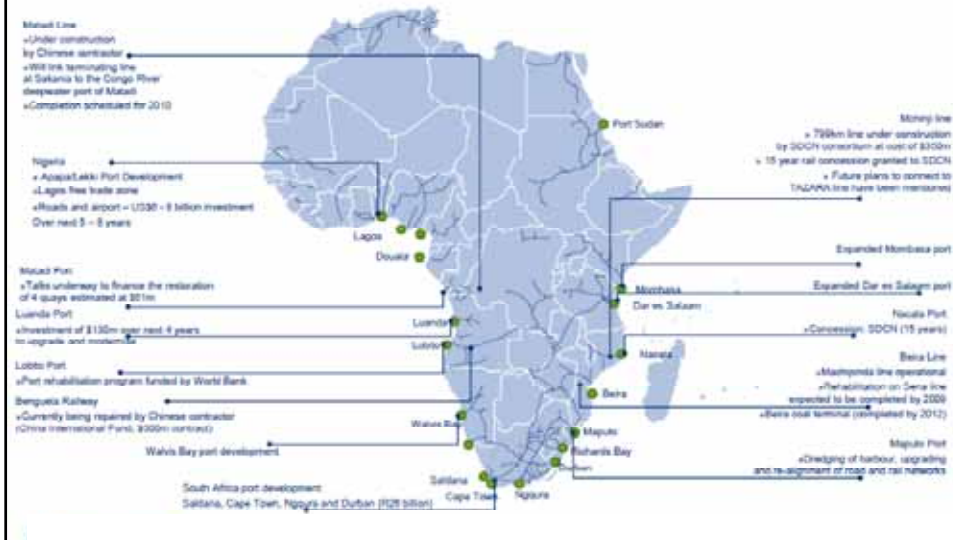 Matadi Line
»Under construction
by Chinese contractor
»Will link terminating line
at Sakania to the Congo River
deepwater port of Matadi
»Completion scheduled for 2010
Nigeria
» Apapa/Lekki Port Development
»Lagos free trade zone
»Roads and airport – US$6 - 8 billion investment
Over next 5 – 8 years
Lagos
Douala
Matadi Port
»Talks underway to finance the restoration
of 4 quays estimated at $61m
Luanda Port
»Investment of $130m over next 4 years
to upgrade and modernise
Luanda
Lobito
Lobito Port
»Port rehabilitation program funded by World Bank
Benguela Railway
»Currently being repaired by Chinese contractor
(China International Fund, $300m contract)
Walvis Bay
Walvis Bay port development
South Africa port development
Saldana, Cape Town, Ngqura and Durban (R28 billion)
Saldana
Cape Town
Ngqura
Port Sudan
line
» 799km line under construction
by SDCN consortium at cost of
» 15 year rail concession granted to SDCN
» Future plans to connect to
TAZARA line have been mentioned
Expanded Mombasa port
Expanded Dar es Salaam port
Mombasa
Dar es Salaam
Nacala Port
»Concession: SDCN (15 years)
Nacala
Beira Line
»Machipanda line operational
»Rehabilitation on Sena line
expected to be completed by 2009
»Beira coal terminal (completed by 2012)
Beira
Maputo
Richards Bay
Durban
Maputo Port
»Dredging of harbour, upgrading
and re-alignment of road and rail networks